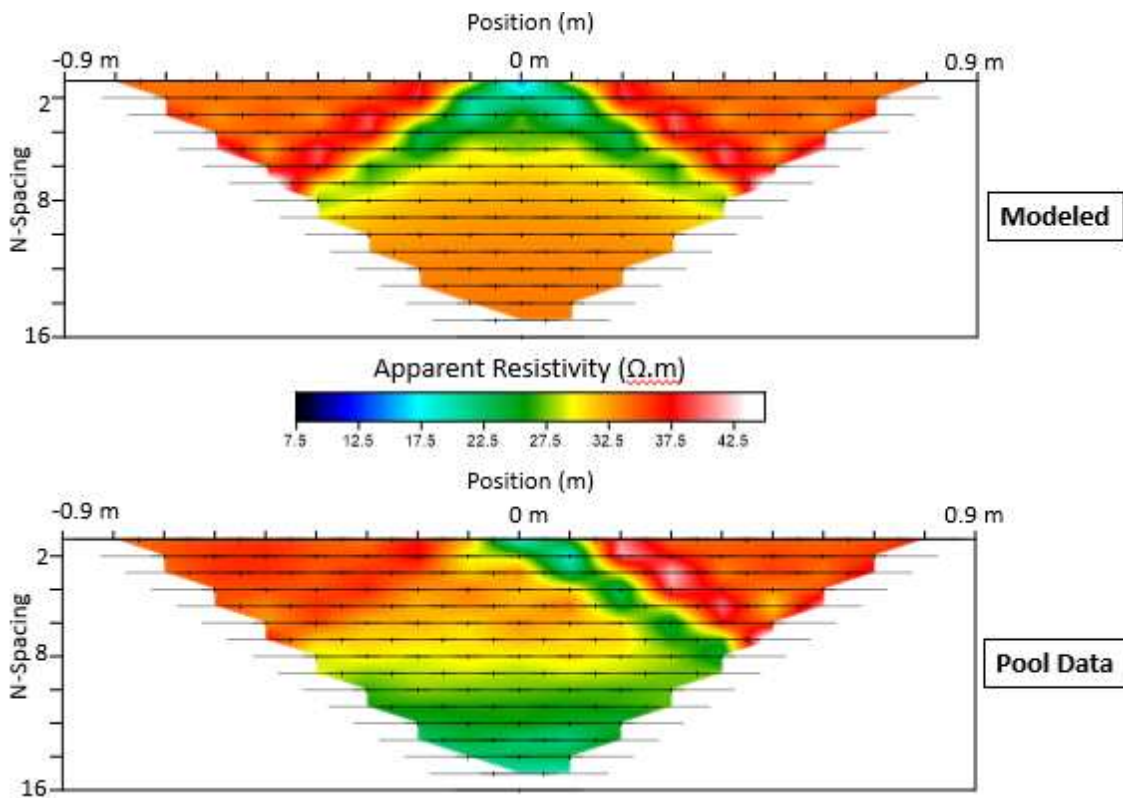 Position (m)
-0.9 m 0 m 0.9 m
2
8
16
N-Spacing
Modeled
Apparent Resistivity (Ω.m)
7.5 12.5 17.5 22.5 27.5 32.5 37.5 42.5
Position (m)
-0.9 m 0 m 0.9 m
2
8
16
N-Spacing
Pool Data